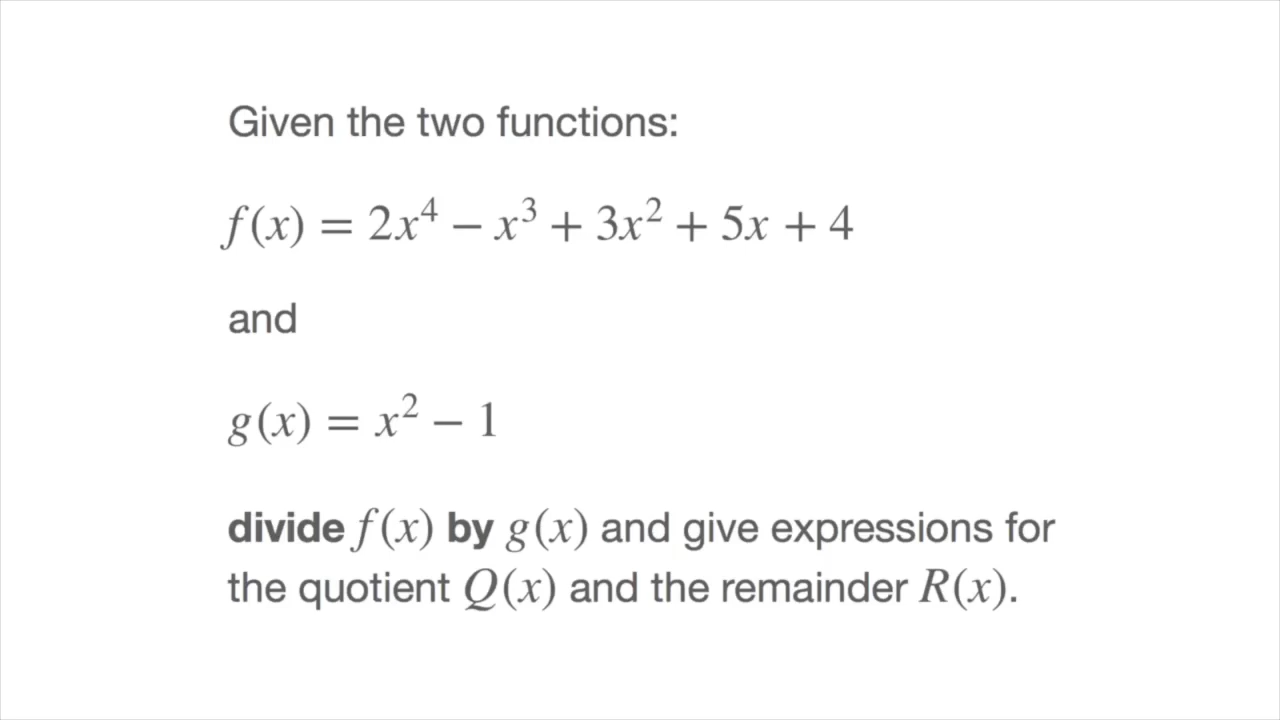 Given the two functions:
f(x) = 2x⁴ − x³ + 3x² + 5x + 4
and
g(x) = x² − 1
divide f(x) by g(x) and give expressions for
the quotient Q(x) and the remainder R(x).